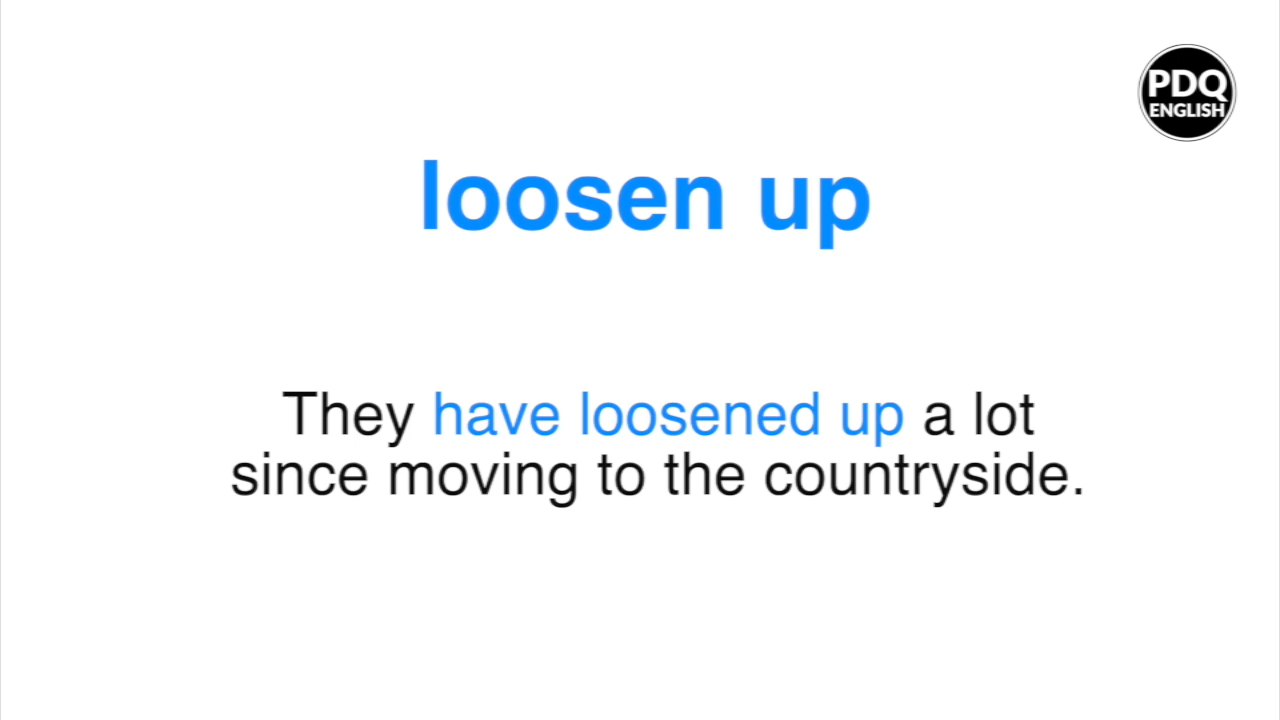 PDQ
ENGLISH
loosen up
They have loosened up a lot
since moving to the countryside.